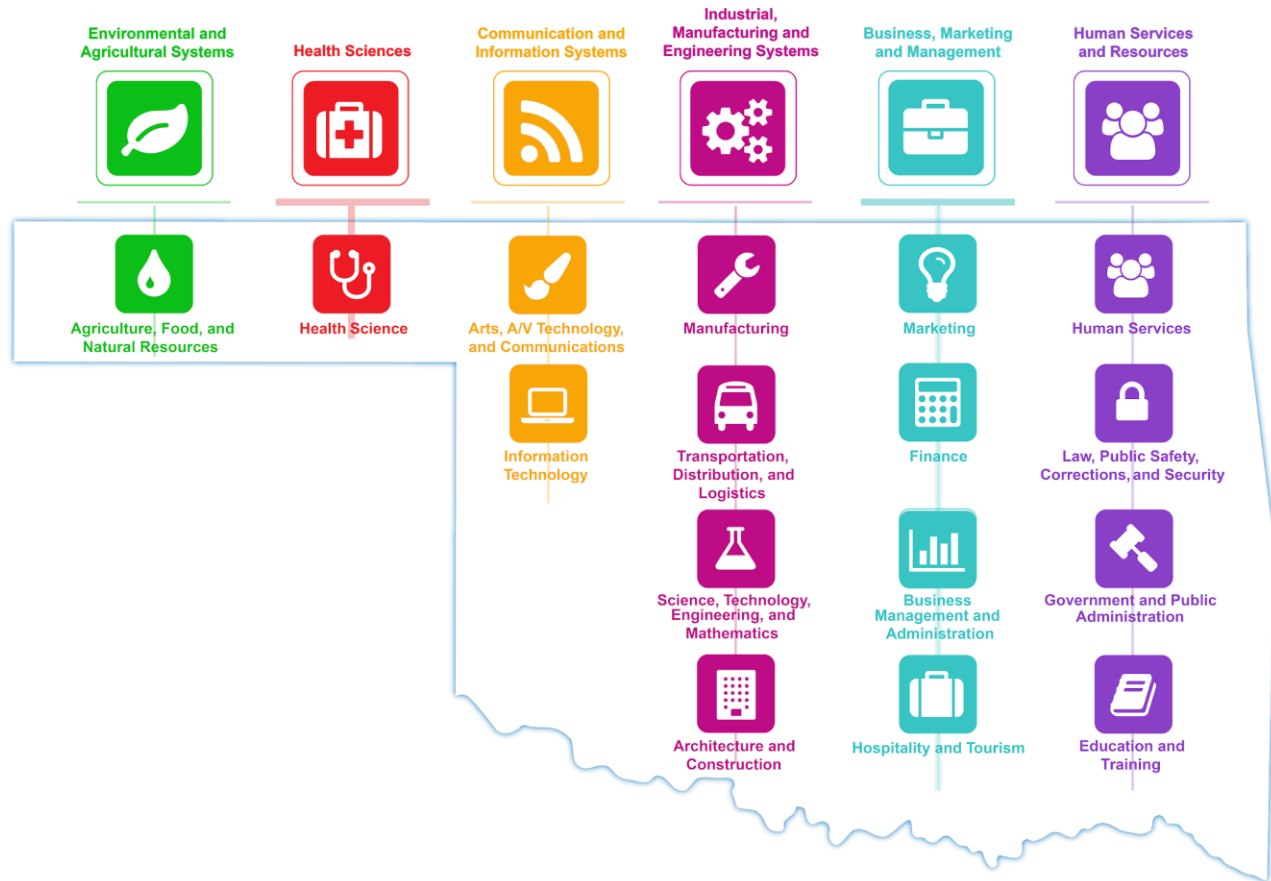 Environmental and
Agricultural Systems
Health Sciences
Communication and
Information Systems
Industrial,
Manufacturing and
Engineering Systems
Business, Marketing
and Management
Human Services
and Resources
Agriculture, Food, and
Natural Resources
Health Science
Arts, A/V Technology,
and Communications
Information
Technology
Manufacturing
Transportation,
Distribution, and
Logistics
Science, Technology,
Engineering, and
Mathematics
Architecture and
Construction
Marketing
Finance
Business
Management and
Administration
Hospitality and Tourism
Human Services
Law, Public Safety,
Corrections, and Security
Government and Public
Administration
Education and
Training